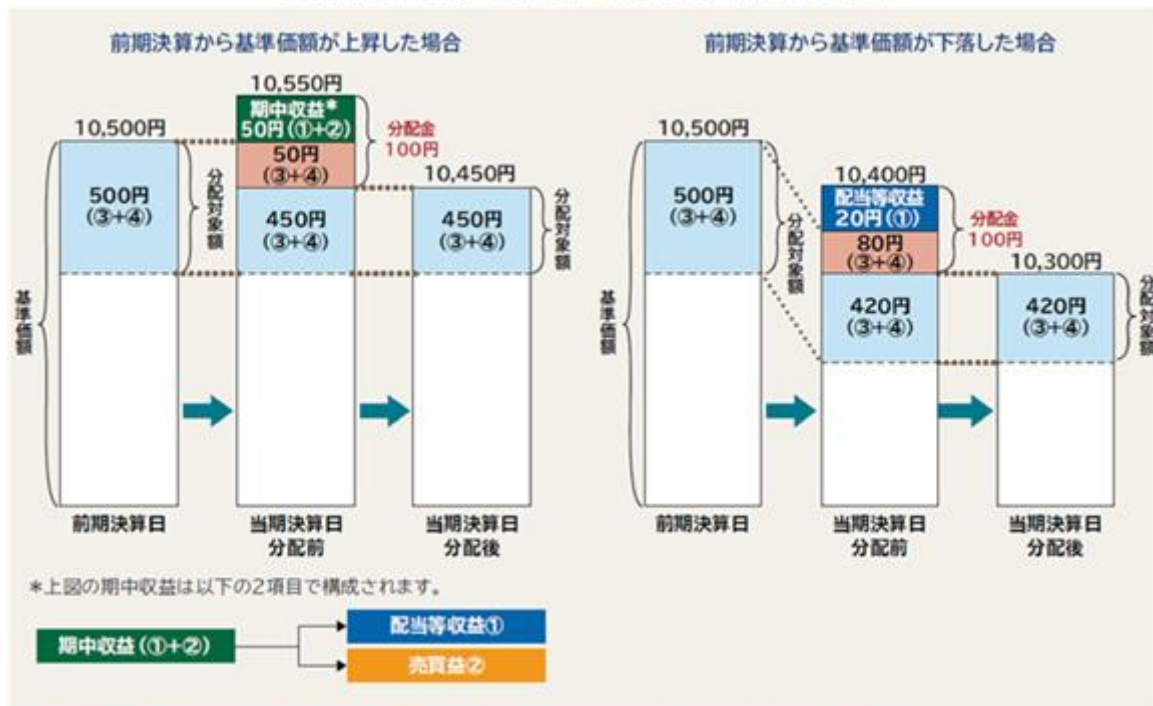 前期決算から基準価額が上昇した場合
10,500円
500円
(③+④)
分配対象額
基準価額
前期決算日
10,550円
期中収益*
50円(①+②)
50円
(③+④)
450円
(③+④)
分配金
100円
当期決算日
分配前
10,450円
450円
(③+④)
分配対象額
当期決算日
分配後
前期決算から基準価額が下落した場合
10,500円
500円
(③+④)
分配対象額
基準価額
前期決算日
10,400円
配当等収益
20円(①)
80円
(③+④)
420円
(③+④)
分配金
100円
当期決算日
分配前
10,300円
420円
(③+④)
分配対象額
当期決算日
分配後
*上図の期中収益は以下の2項目で構成されます。
期中収益(①+②)
配当等収益①
売買益②